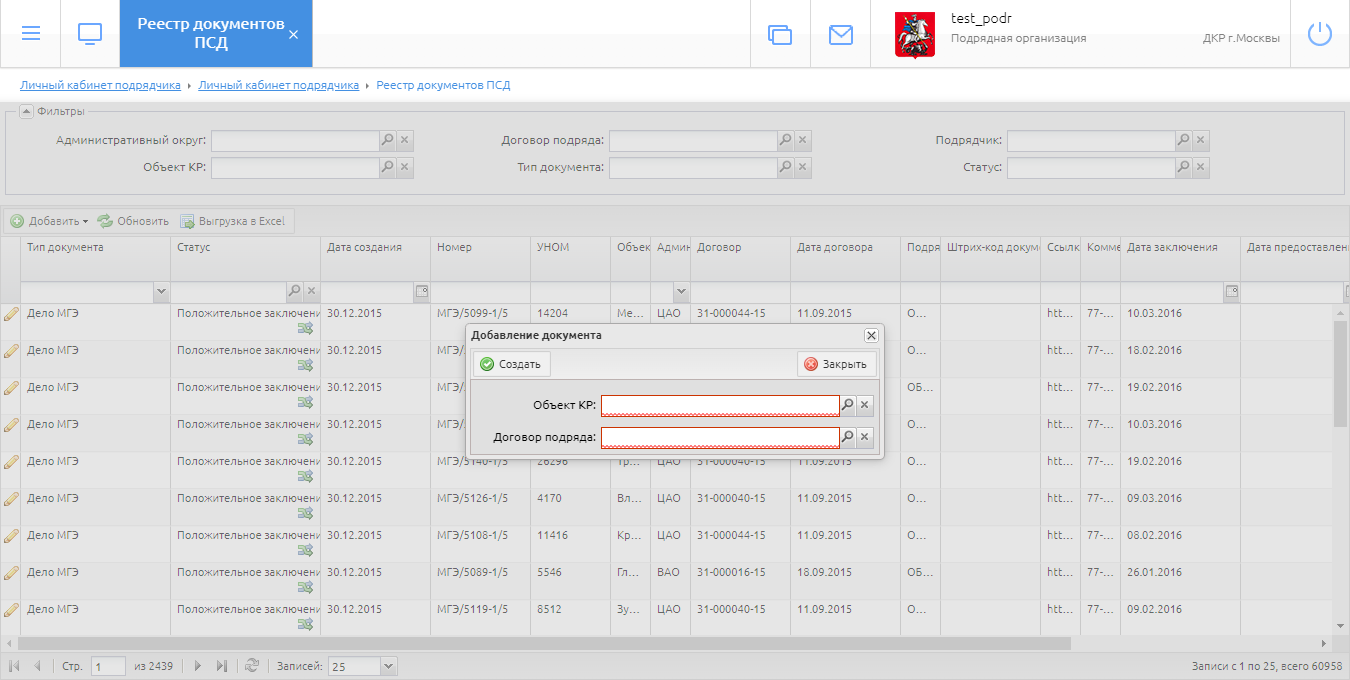 Реестр документов
ПСД
test_podr
Подрядная организация
ДКР г.Москвы
Личный кабинет подрядчика
Личный кабинет подрядчика
Реестр документов ПСД
Фильтры
Административный округ:
Договор подряда:
Подрядчик:
Объект КР:
Тип документа:
Статус:
Добавить
Обновить
Выгрузка в Excel
Тип документа Статус Дата создания Номер УНОМ Объек Админ Договор Дата договора Подря Штрих-код докум Ссылк Комме Дата заключения Дата предоставлен
Дело МГЭ Положительное заключени 30.12.2015 МГЭ/5099-1/5 14204 Ме... ЦАО 31-000044-15 11.09.2015 О... htt... 77-... 10.03.2016
Дело МГЭ Положительное заключени 30.12.2015 О... htt... 77-... 18.02.2016
Дело МГЭ Положительное заключени 30.12.2015 ОБ... htt... 77-... 19.02.2016
Дело МГЭ Положительное заключени 30.12.2015 О... htt... 77-... 10.03.2016
Дело МГЭ Положительное заключени 30.12.2015 МГЭ/5140-1/5 26296 Тр... ЦАО 31-000040-15 11.09.2015 О... htt... 77-... 19.02.2016
Дело МГЭ Положительное заключени 30.12.2015 МГЭ/5126-1/5 4170 Вл... ЦАО 31-000040-15 11.09.2015 О... htt... 77-... 09.03.2016
Дело МГЭ Положительное заключени 30.12.2015 МГЭ/5108-1/5 11416 Кр... ЦАО 31-000044-15 11.09.2015 О... htt... 77-... 08.02.2016
Дело МГЭ Положительное заключени 30.12.2015 МГЭ/5089-1/5 5546 Гл... ВАО 31-000016-15 18.09.2015 ОБ... htt... 77-... 26.01.2016
Дело МГЭ Положительное заключени 30.12.2015 МГЭ/5119-1/5 8512 Зу... ЦАО 31-000040-15 11.09.2015 О... htt... 77-... 09.02.2016
Добавление документа
Создать
Закрыть
Объект КР:
Договор подряда:
Стр. 1 из 2439 Записей: 25 Записи с 1 по 25, всего 60958